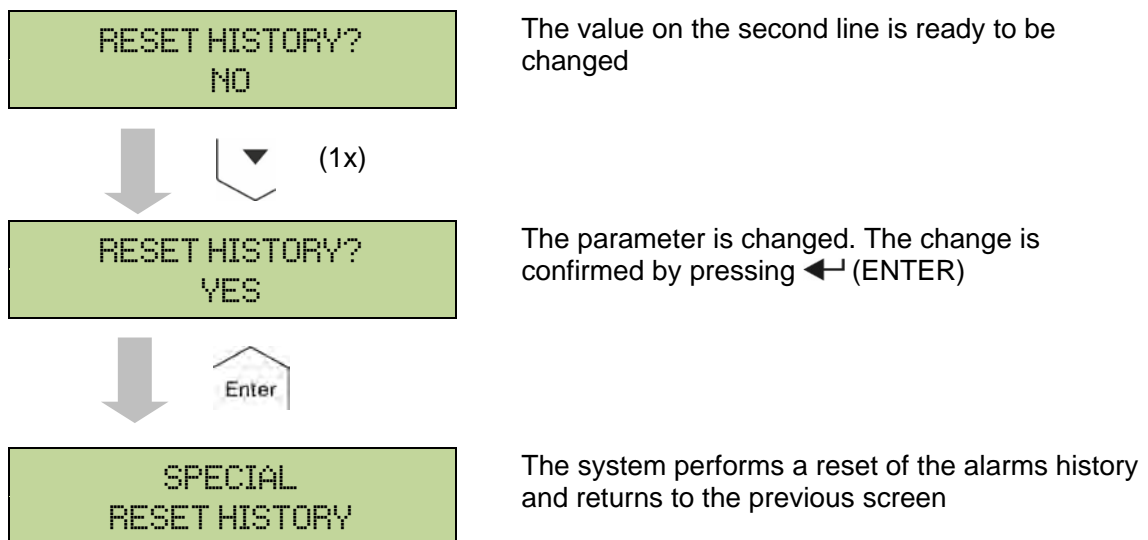 RESET HISTORY?
NO
The value on the second line is ready to be
changed
(1x)
RESET HISTORY?
YES
The parameter is changed. The change is
confirmed by pressing (ENTER)
Enter
SPECIAL
RESET HISTORY
The system performs a reset of the alarms history
and returns to the previous screen